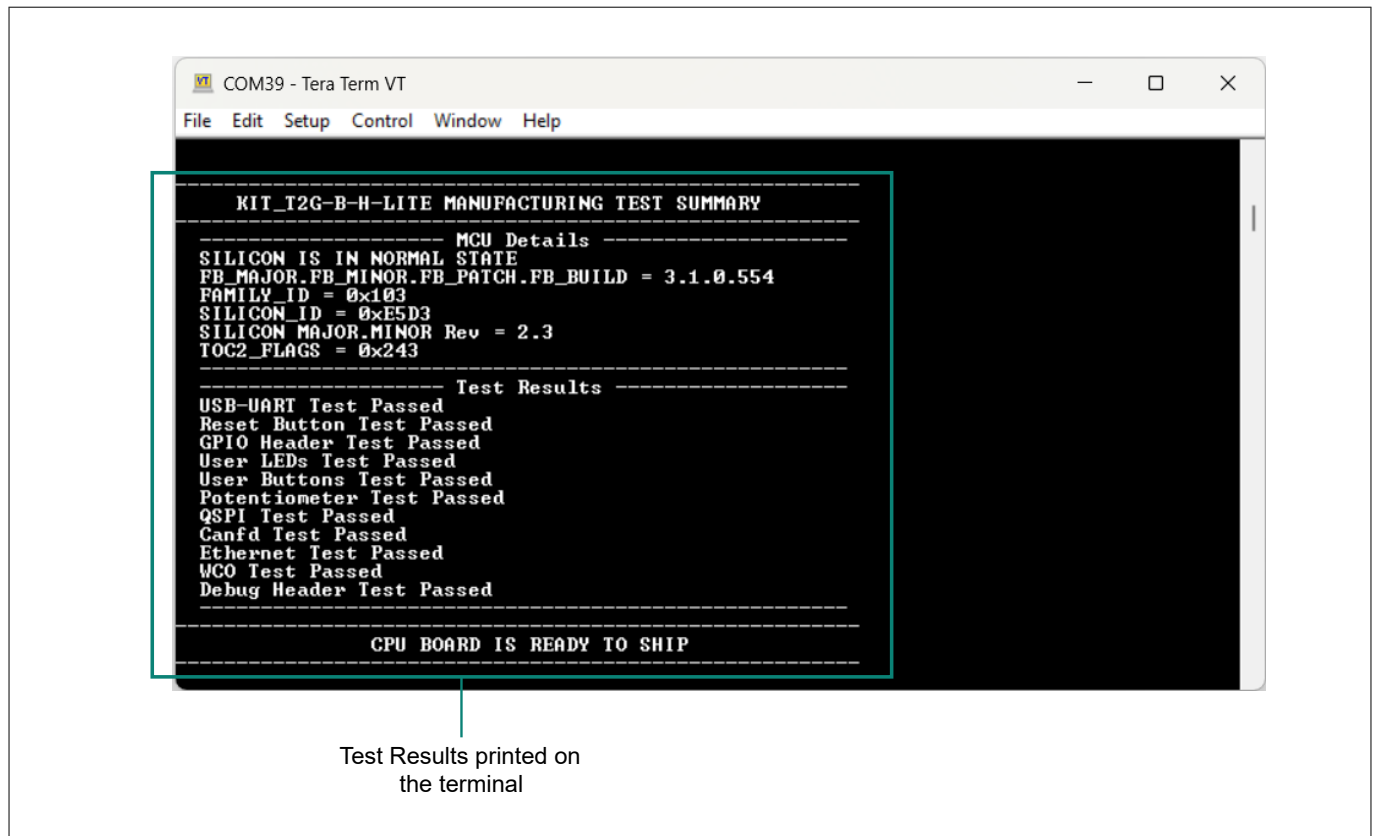 COM39 - Tera Term VT
File Edit Setup Control Window Help
KIT_T2G-B-H-LITE MANUFACTURING TEST SUMMARY
-------------------- MCU Details --------------------
SILICON IS IN NORMAL STATE
FB_MAJOR.FB_MINOR.FB_PATCH.FB_BUILD = 3.1.0.554
FAMILY_ID = 0x103
SILICON_ID = 0xE5D3
SILICON MAJOR.MINOR Rev = 2.3
TOC2_FLAGS = 0x243
-------------------- Test Results -------------------
USB-UART Test Passed
Reset Button Test Passed
GPIO Header Test Passed
User LEDs Test Passed
User Buttons Test Passed
Potentiometer Test Passed
QSPI Test Passed
Canfd Test Passed
Ethernet Test Passed
WCO Test Passed
Debug Header Test Passed
CPU BOARD IS READY TO SHIP
Test Results printed on
the terminal